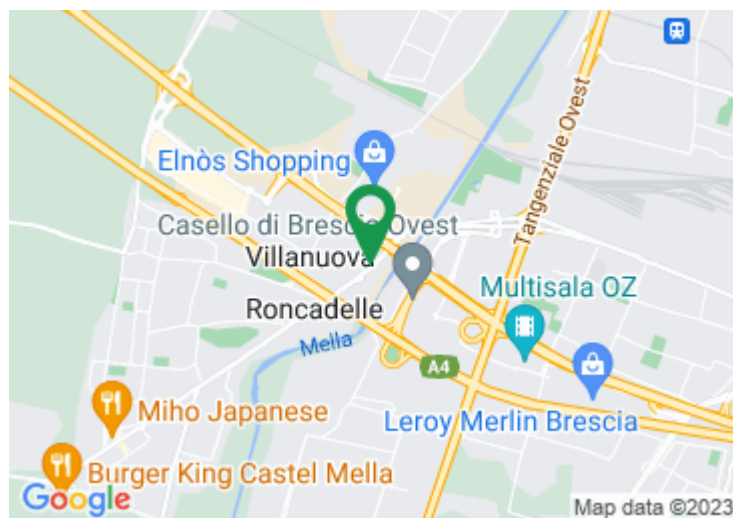 Elnòs Shopping
Tangenziale Ovest
Casello di Brescia Ovest
Villanuova
Roncadelle
Multisala OZ
Mella
A4
Miho Japanese
Leroy Merlin Brescia
Burger King Castel Mella
Google
Map data ©2023